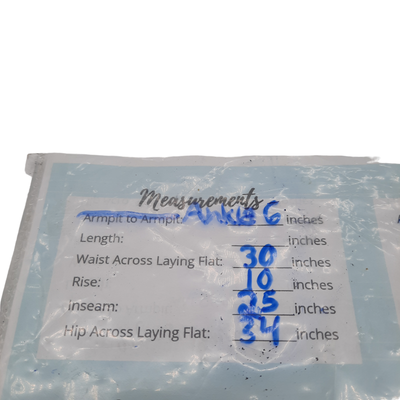 Measurements
Armpit to Armpit: Ankle 6 inches
Length: inches
Waist Across Laying Flat: 30 inches
Rise: 10 inches
inseam: 25 inches
Hip Across Laying Flat: 34 inches